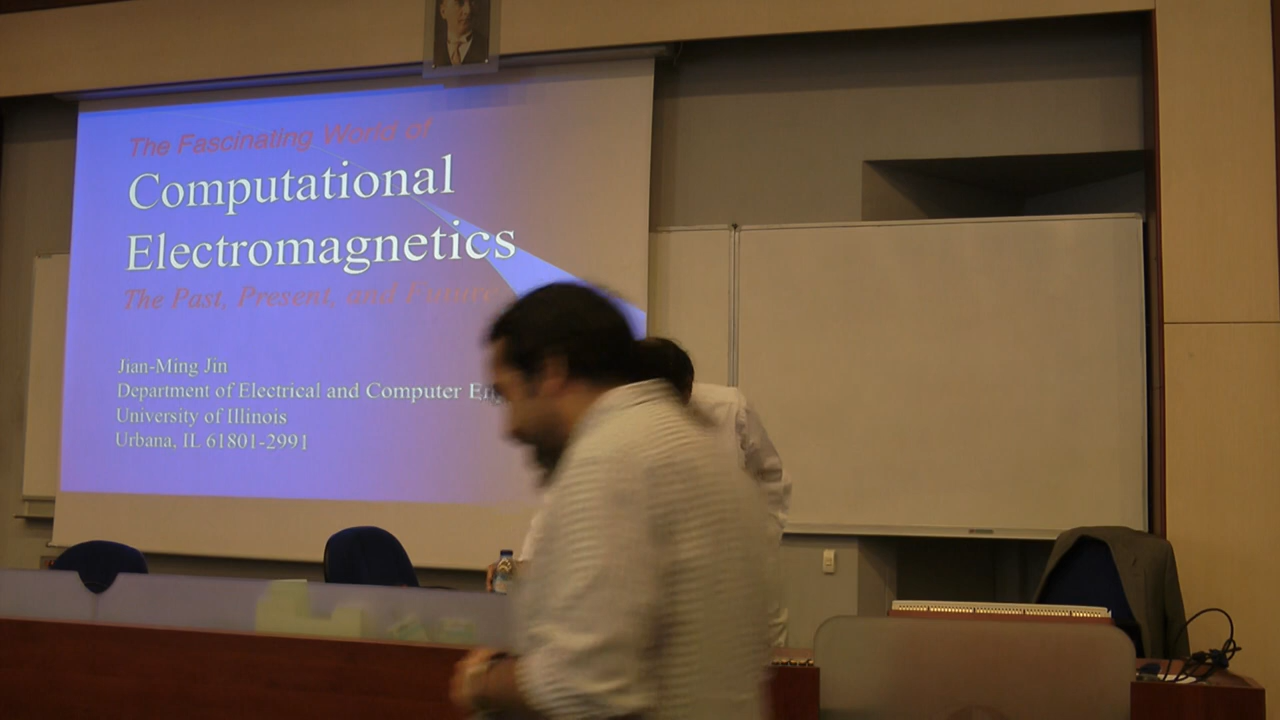 The Fascinating World of
Computational
Electromagnetics
The Past, Present, and Future
Jian-Ming Jin
Department of Electrical and Computer
University of Illinois
Urbana, IL 61801-2991